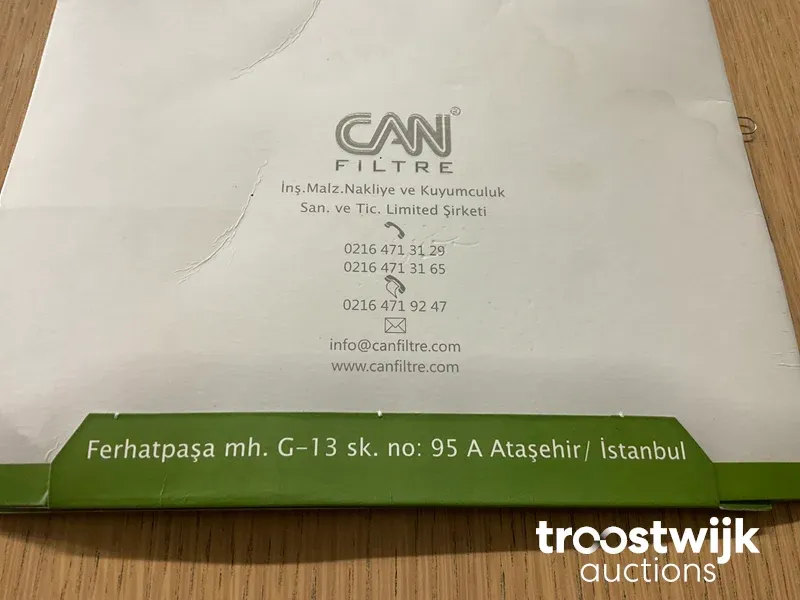 CAN®
FILTRE
İnş.Malz.Nakliye ve Kuyumculuk
San. ve Tic. Limited Şirketi
0216 471 31 29
0216 471 31 65
0216 471 92 47
info@canfiltre.com
www.canfiltre.com
Ferhatpaşa mh. G-13 sk. no: 95 A Ataşehir/ İstanbul
troostwijk
auctions